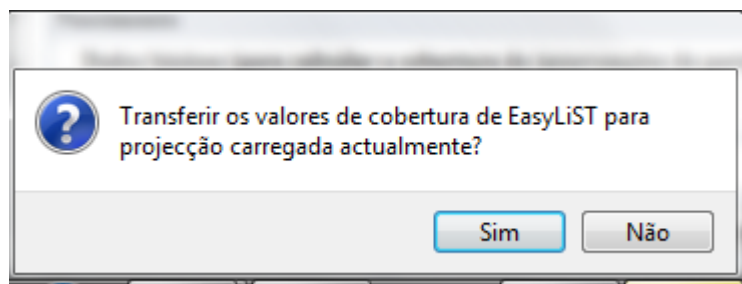 Transferir os valores de cobertura de EasyLiST para
projecção carregada actualmente?
Sim
Não